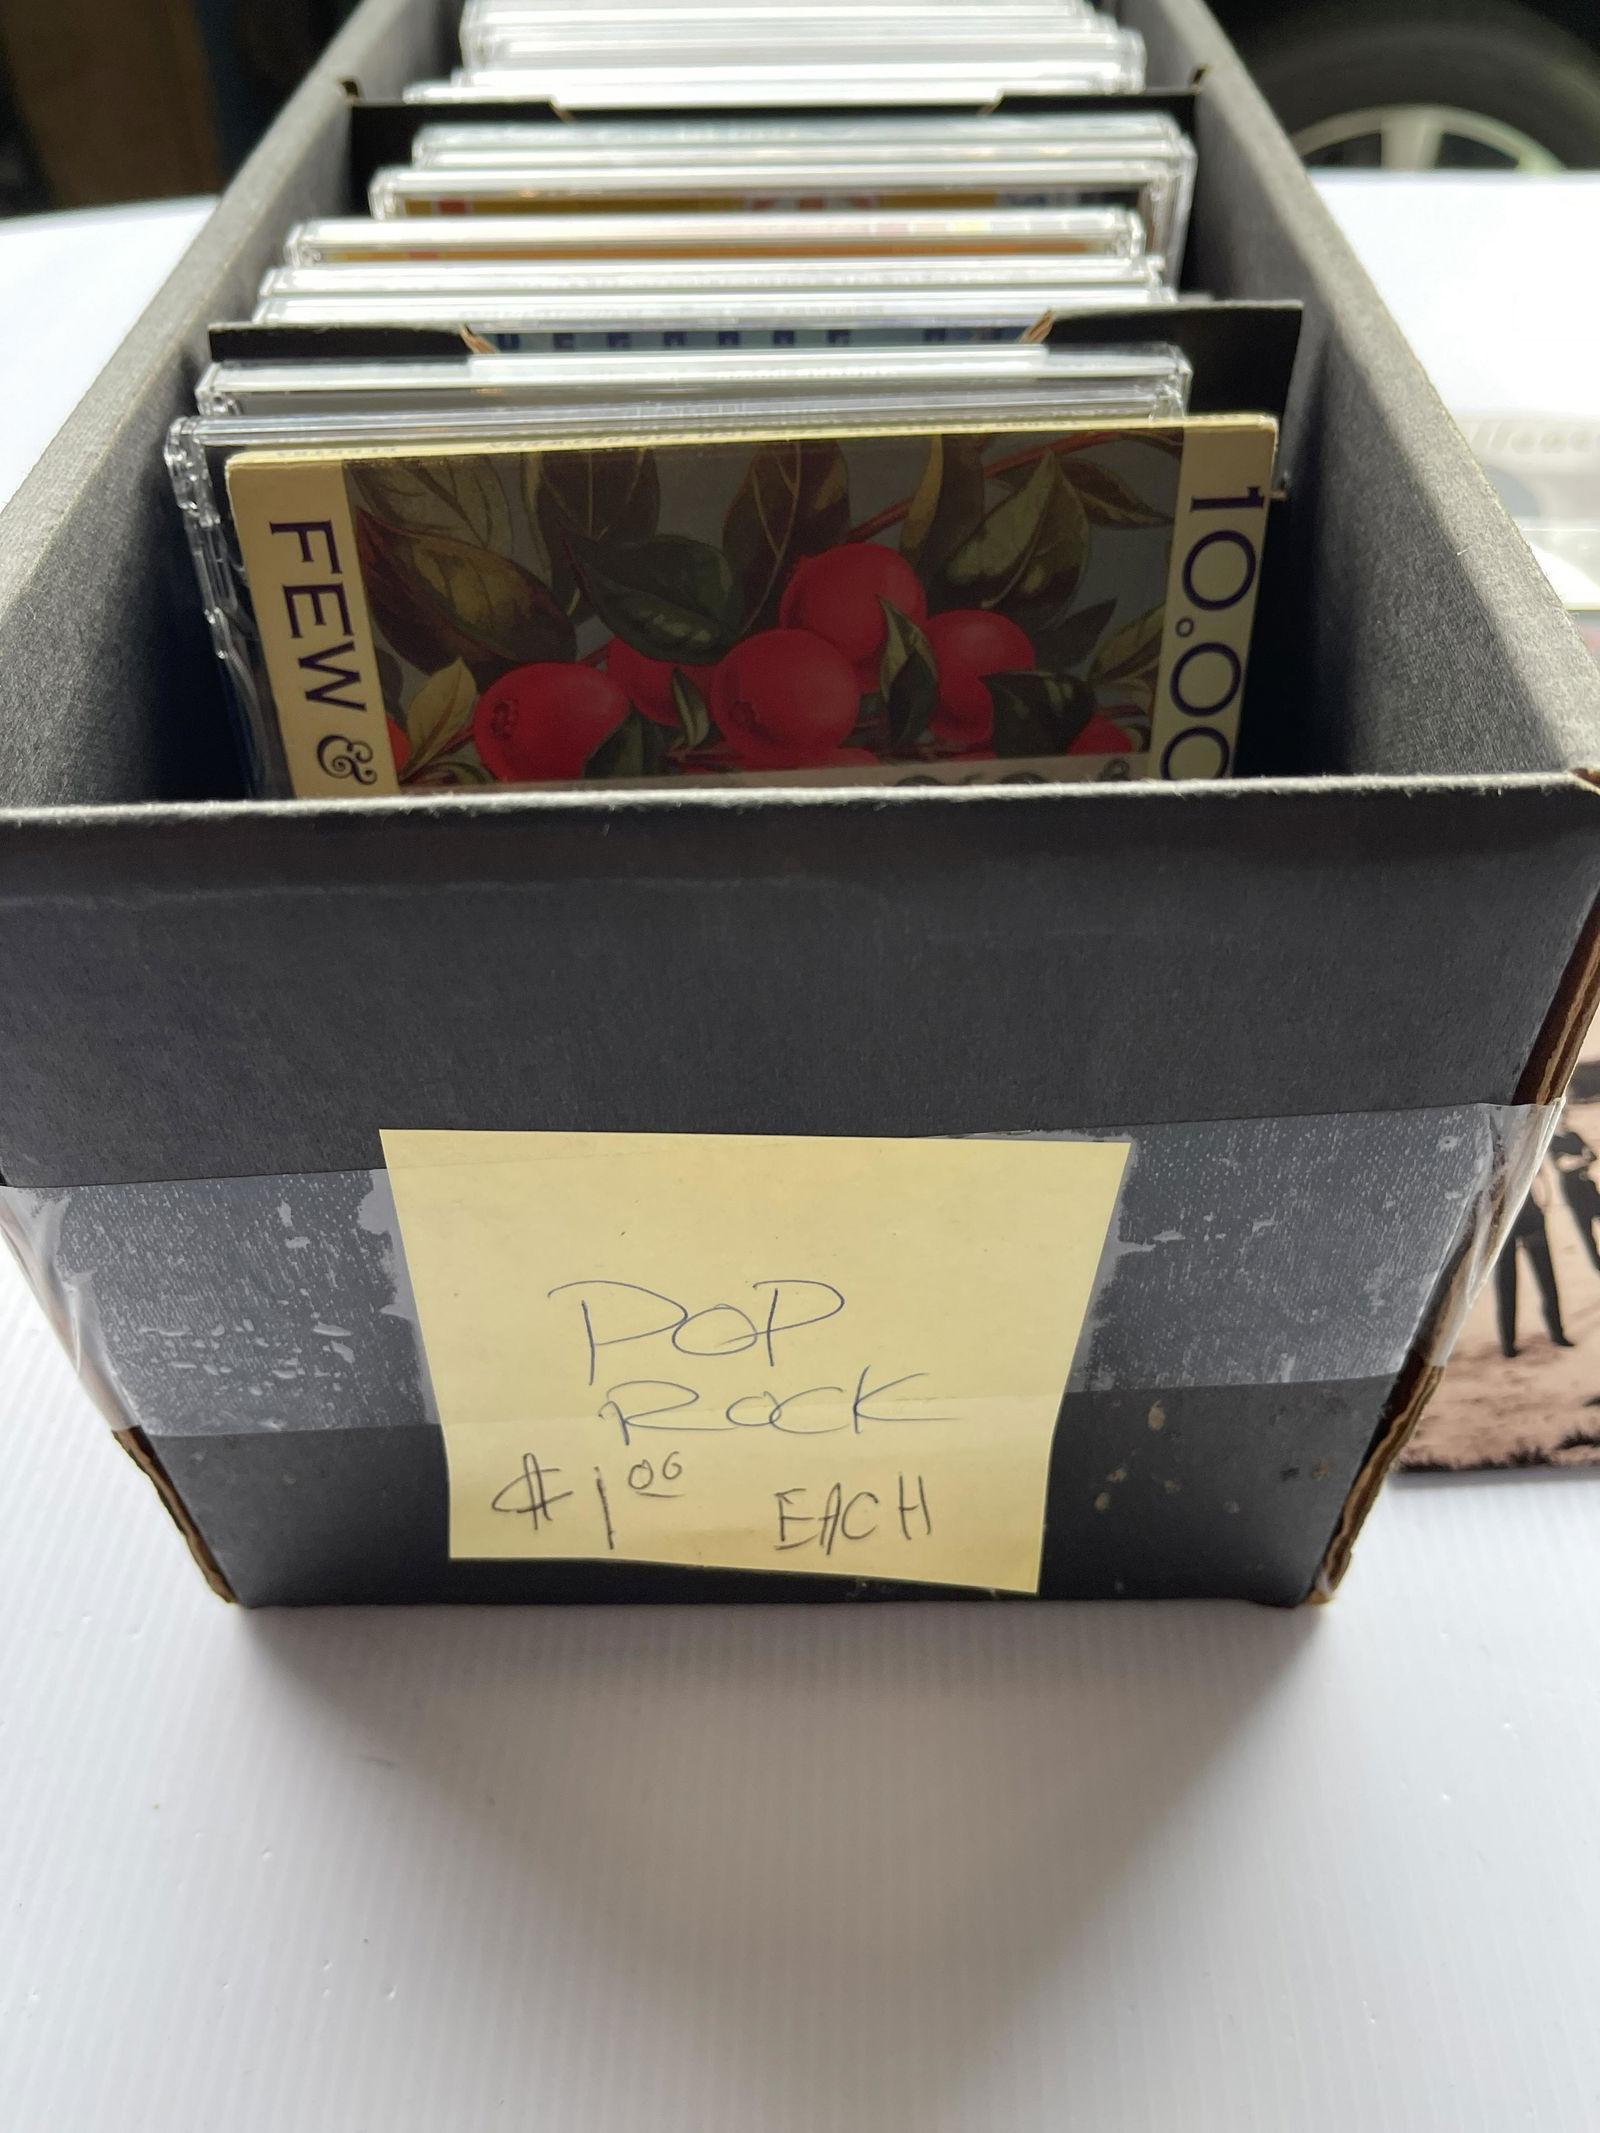 FEW &
10.00
POP
ROCK
$1.00 EACH